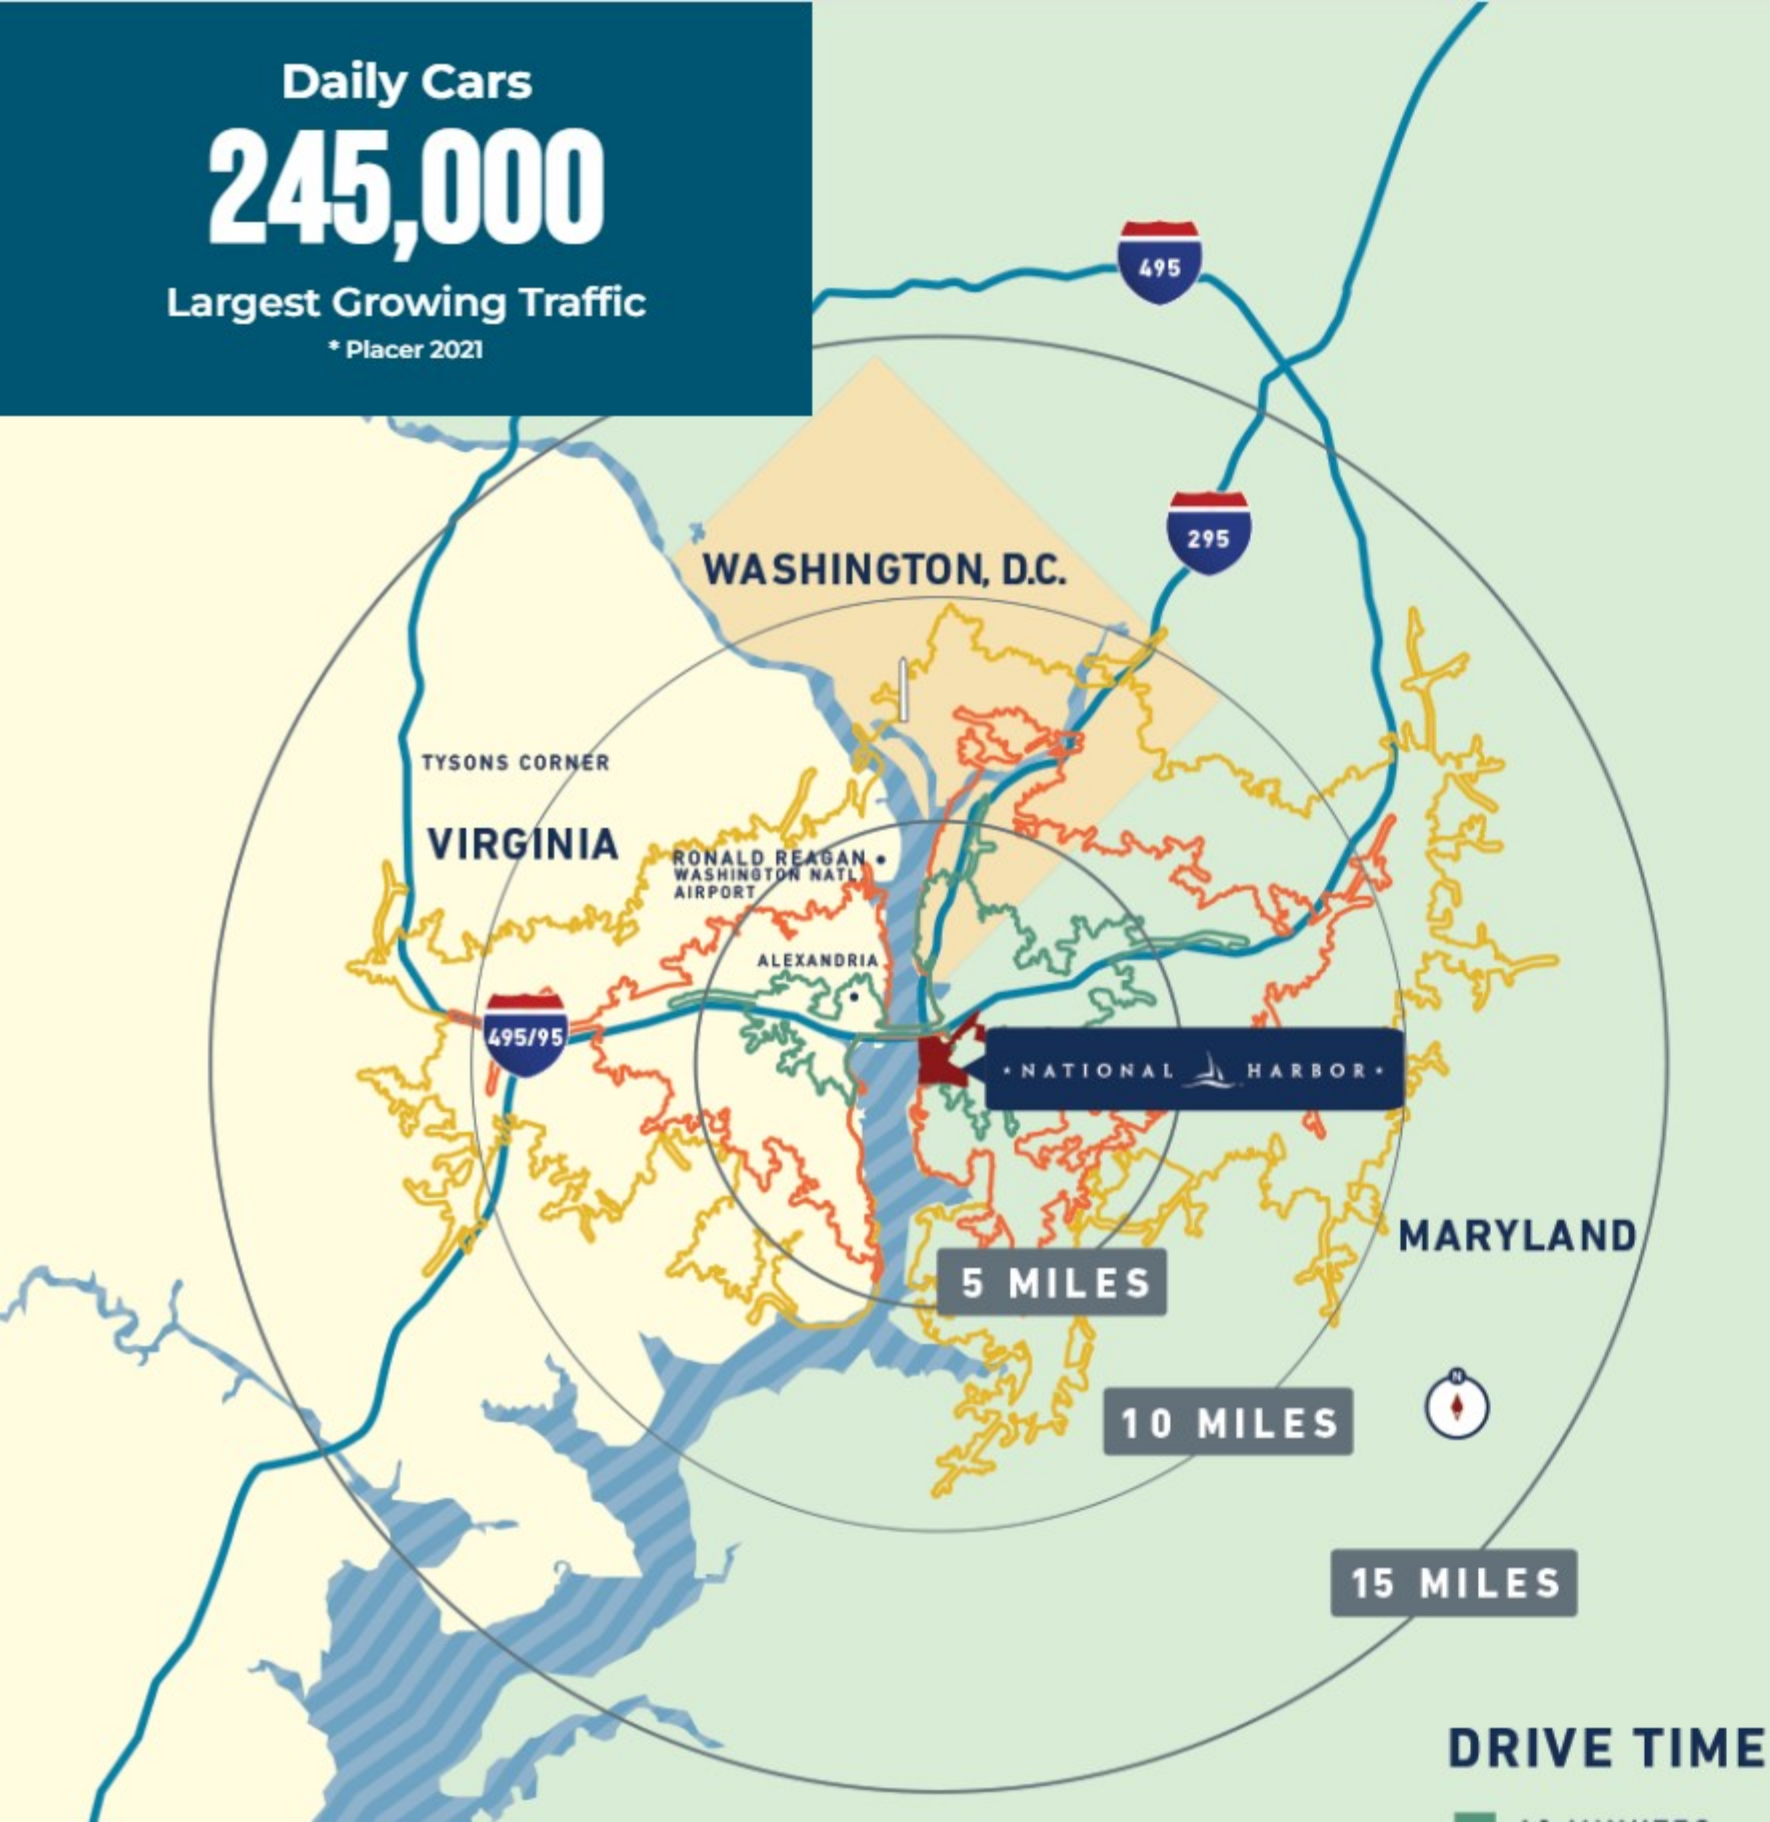 Daily Cars
245,000
Largest Growing Traffic
* Placer 2021
495
295
WASHINGTON, D.C.
TYSONS CORNER
VIRGINIA
RONALD REAGAN
WASHINGTON NATL.
AIRPORT
ALEXANDRIA
495/95
• NATIONAL HARBOR •
5 MILES
MARYLAND
N
10 MILES
15 MILES
DRIVE TIME